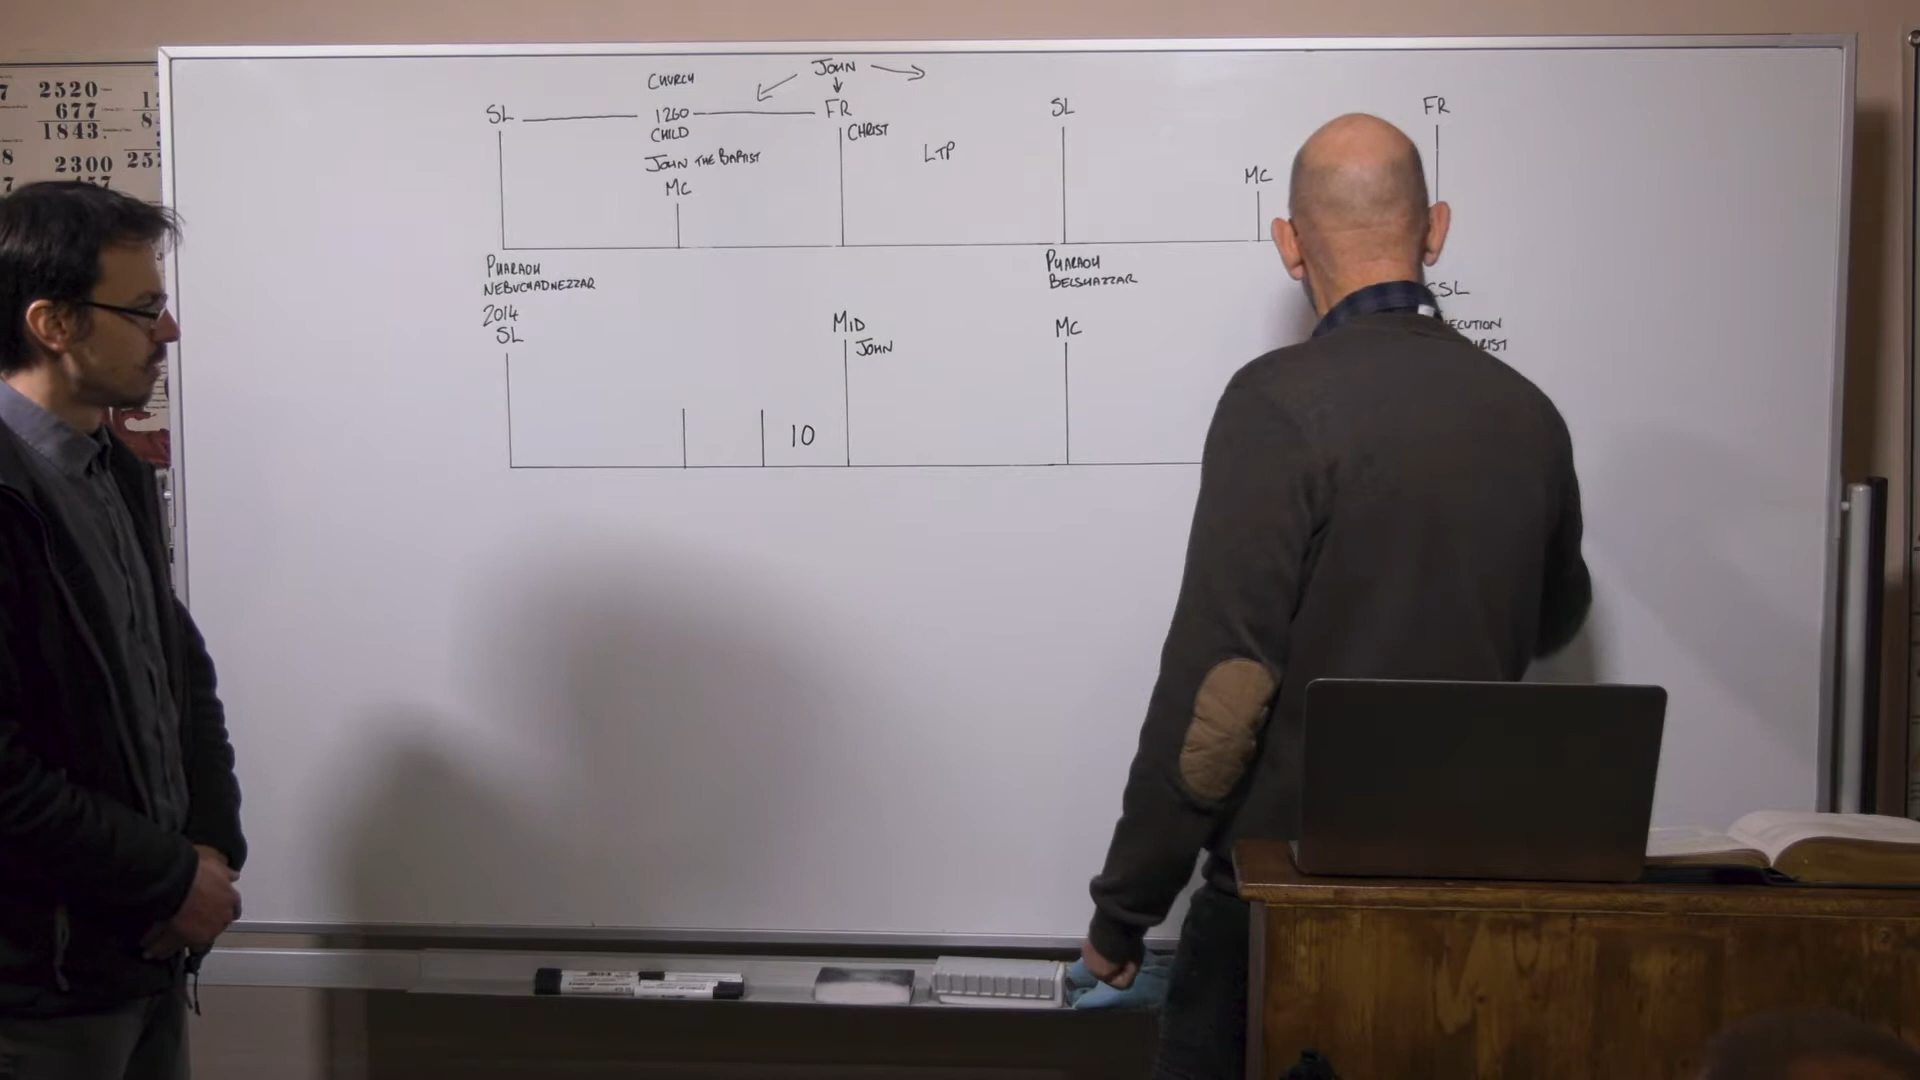 2520
677
1843.
2300
CHURCH
JOHN
SL
1260
FR
SL
FR
CHILD
CHRIST
JOHN THE BAPTIST
LTP
MC
MC
PHARAOH
NEBUCHADNEZZAR
PHARAOH
BELSHAZZAR
CSL
2014
SL
MID
JOHN
MC
10